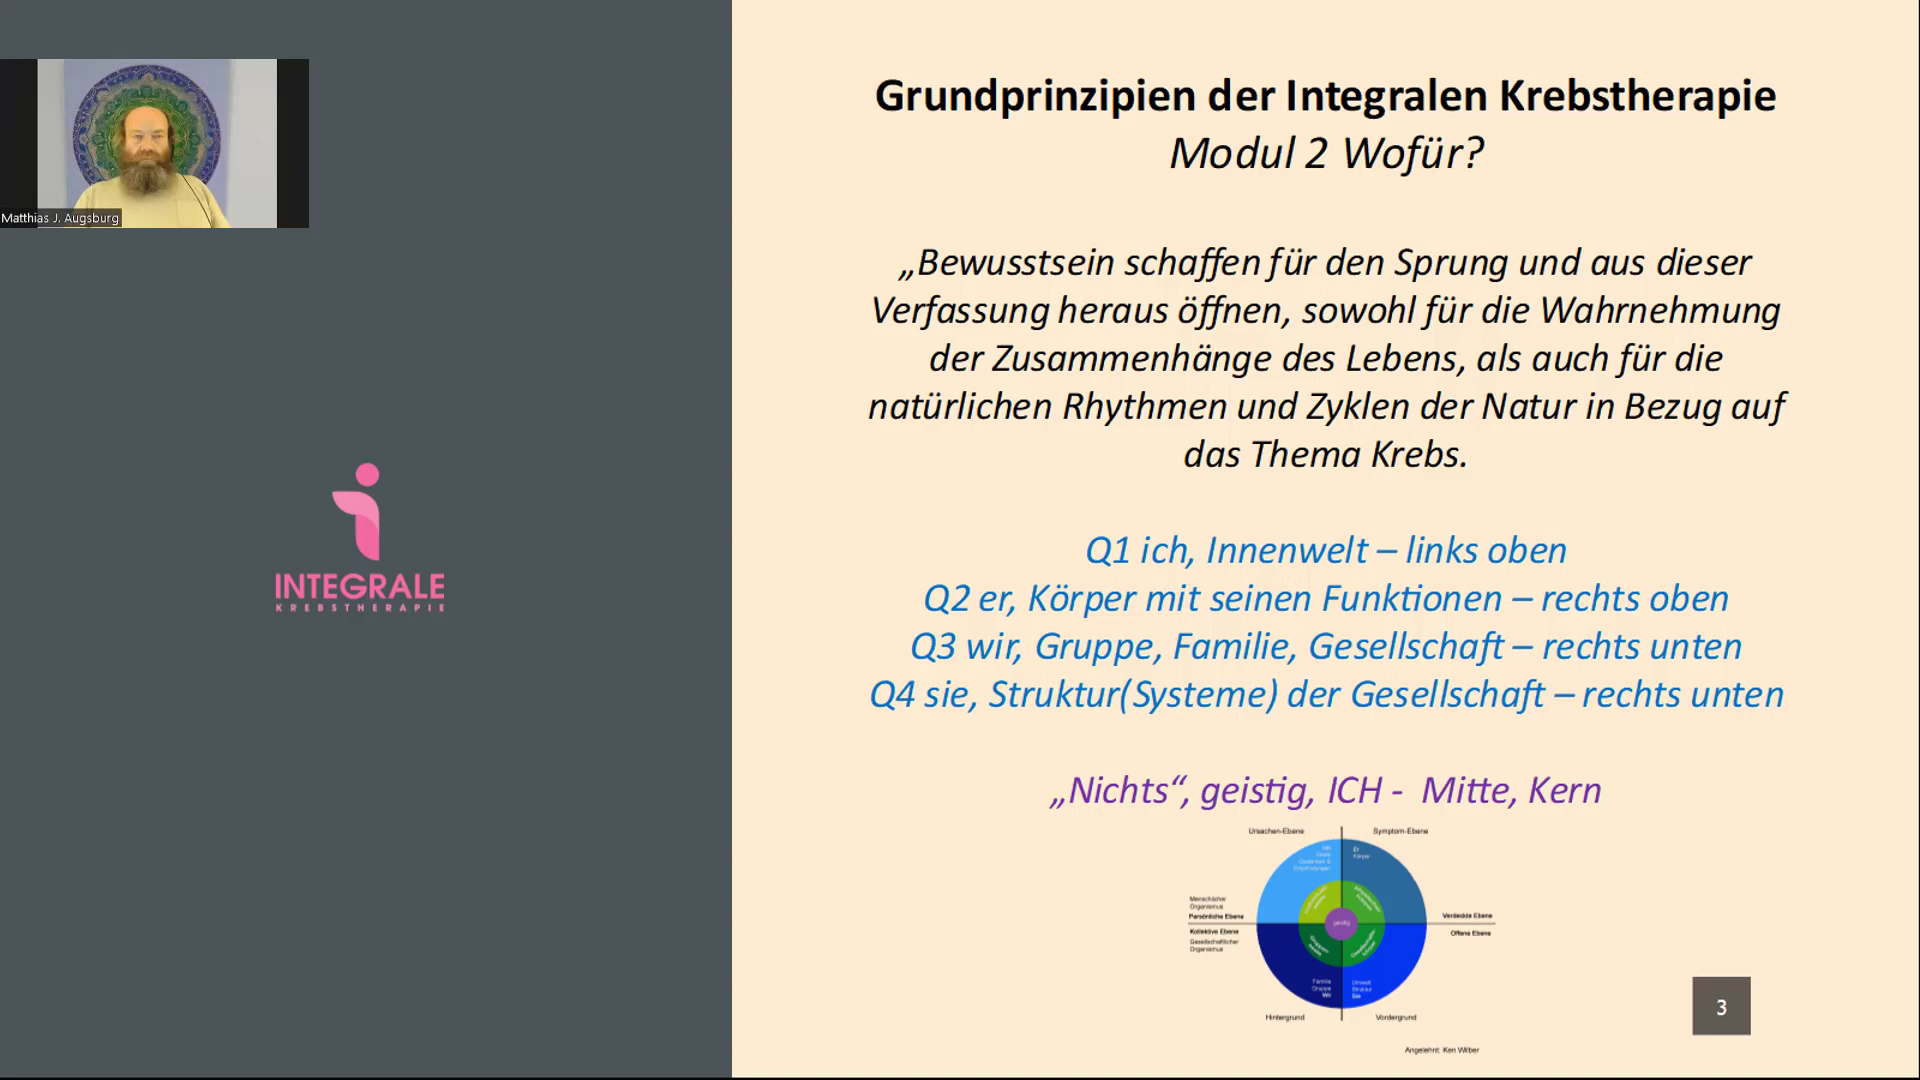 Matthias J. Augsburg
INTEGRALE
KREBSTHERAPIE
Grundprinzipien der Integralen Krebstherapie
Modul 2 Wofür?
„Bewusstsein schaffen für den Sprung und aus dieser
Verfassung heraus öffnen, sowohl für die Wahrnehmung
der Zusammenhänge des Lebens, als auch für die
natürlichen Rhythmen und Zyklen der Natur in Bezug auf
das Thema Krebs.
Q1 ich, Innenwelt – links oben
Q2 er, Körper mit seinen Funktionen – rechts oben
Q3 wir, Gruppe, Familie, Gesellschaft – rechts unten
Q4 sie, Struktur(Systeme) der Gesellschaft – rechts unten
„Nichts“, geistig, ICH - Mitte, Kern
Ursachen-Ebene
Symptom-Ebene
Er
Körper
Menschlicher
Organismus
Persönliche Ebene
Kollektive Ebene
Gesellschaftlicher
Organismus
geistig
Verdeckte Ebene
Offene Ebene
Familie
Gruppe
Wir
Umwelt
Struktur
Sie
Hintergrund
Vordergrund
Angelehnt: Ken Wilber
3